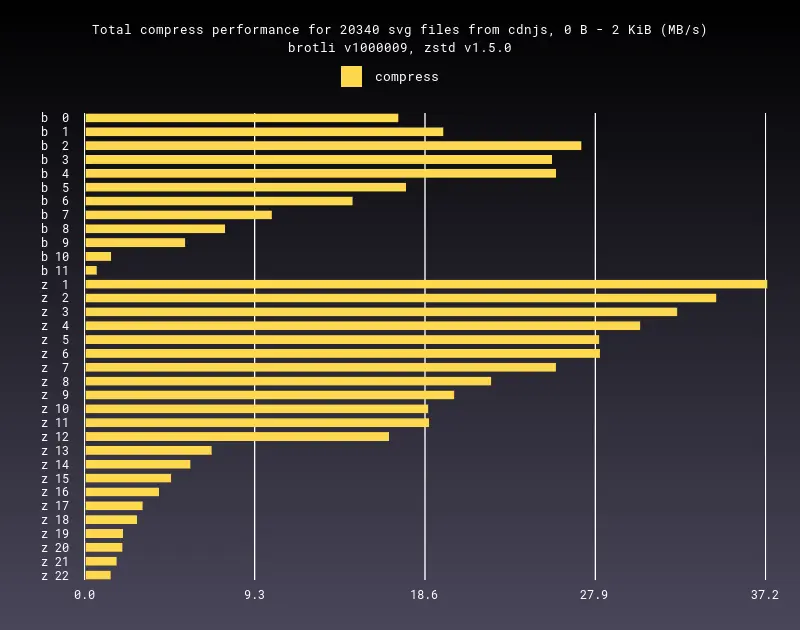 Total compress performance for 20340 svg files from cdnjs, 0 B - 2 KiB (MB/s)
brotli v1000009, zstd v1.5.0
compress
b  0
b  1
b  2
b  3
b  4
b  5
b  6
b  7
b  8
b  9
b 10
b 11
z  1
z  2
z  3
z  4
z  5
z  6
z  7
z  8
z  9
z 10
z 11
z 12
z 13
z 14
z 15
z 16
z 17
z 18
z 19
z 20
z 21
z 22
0.0 9.3 18.6 27.9 37.2